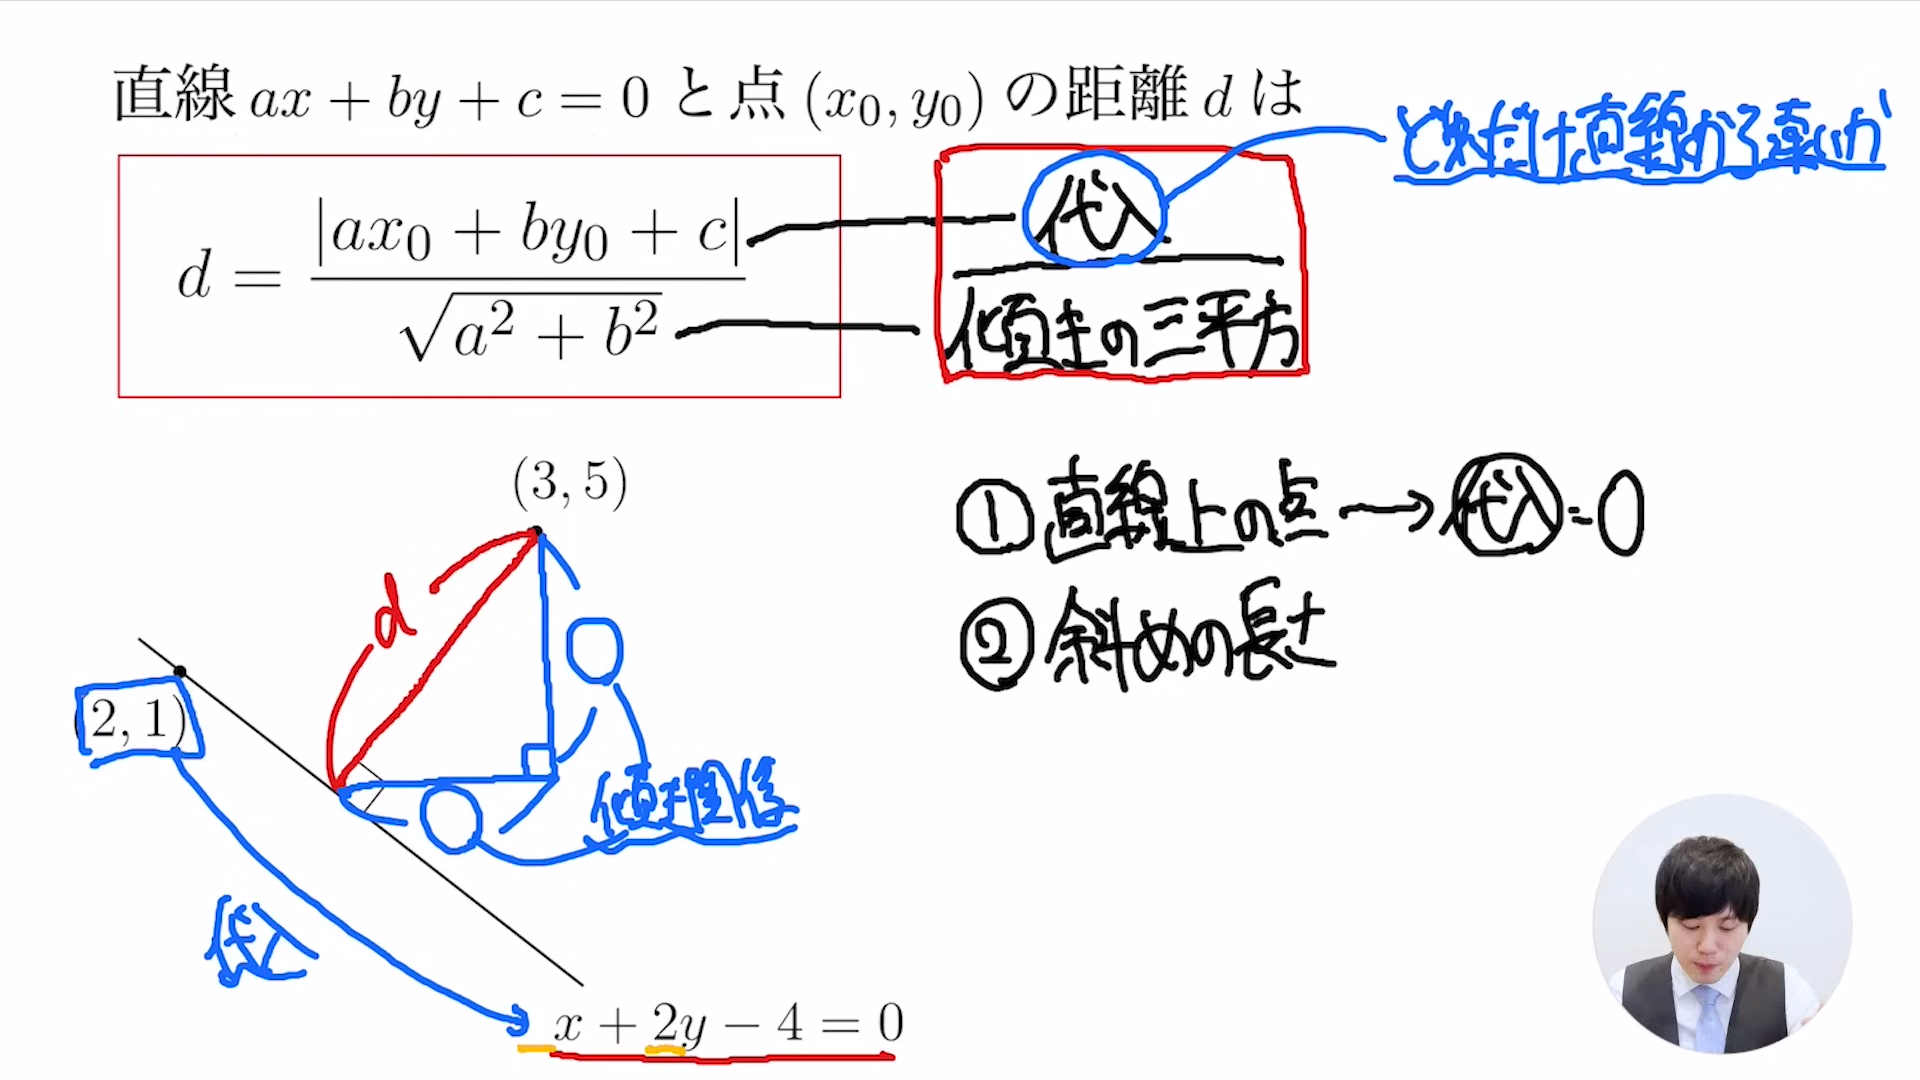 直線 ax + by + c = 0 と点 (x₀, y₀) の距離 d は
どれだけ直線から遠いか
d = |ax₀ + by₀ + c| / √(a² + b²)
代入
傾きの三平方
(3, 5)
① 直線上の点 → 代入 = 0
d
② 斜めの長さ
(2, 1)
傾き関係
代入
x + 2y − 4 = 0